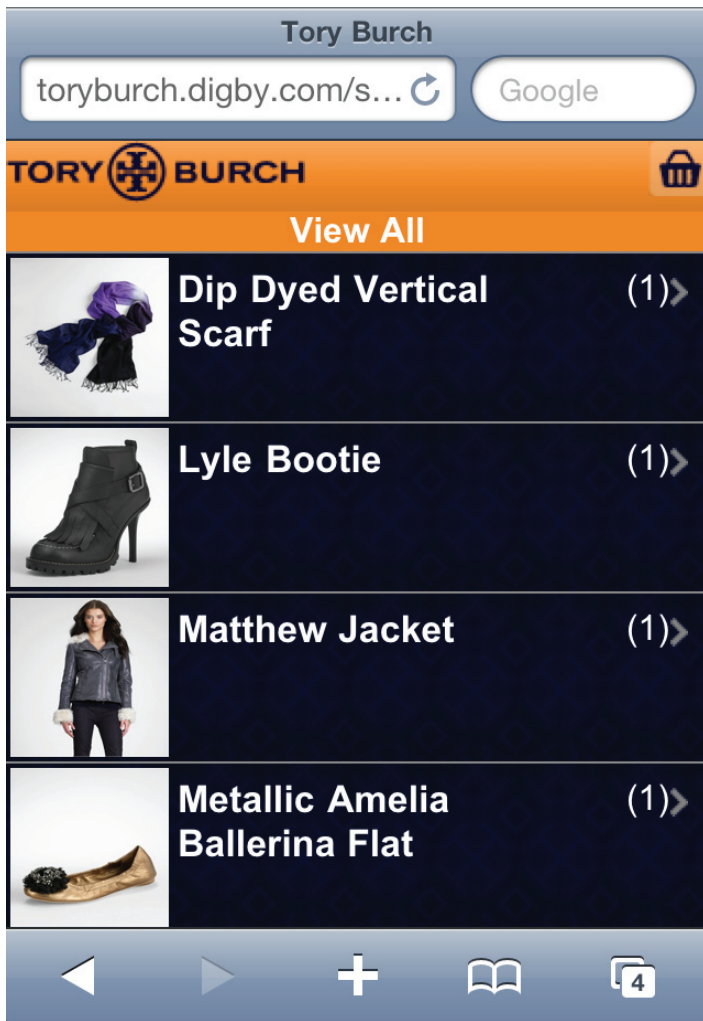 Tory Burch
toryburch.digby.com/s...
Google
TORY BURCH
View All
Dip Dyed Vertical
Scarf
(1)
Lyle Bootie
(1)
Matthew Jacket
(1)
Metallic Amelia
Ballerina Flat
(1)
4